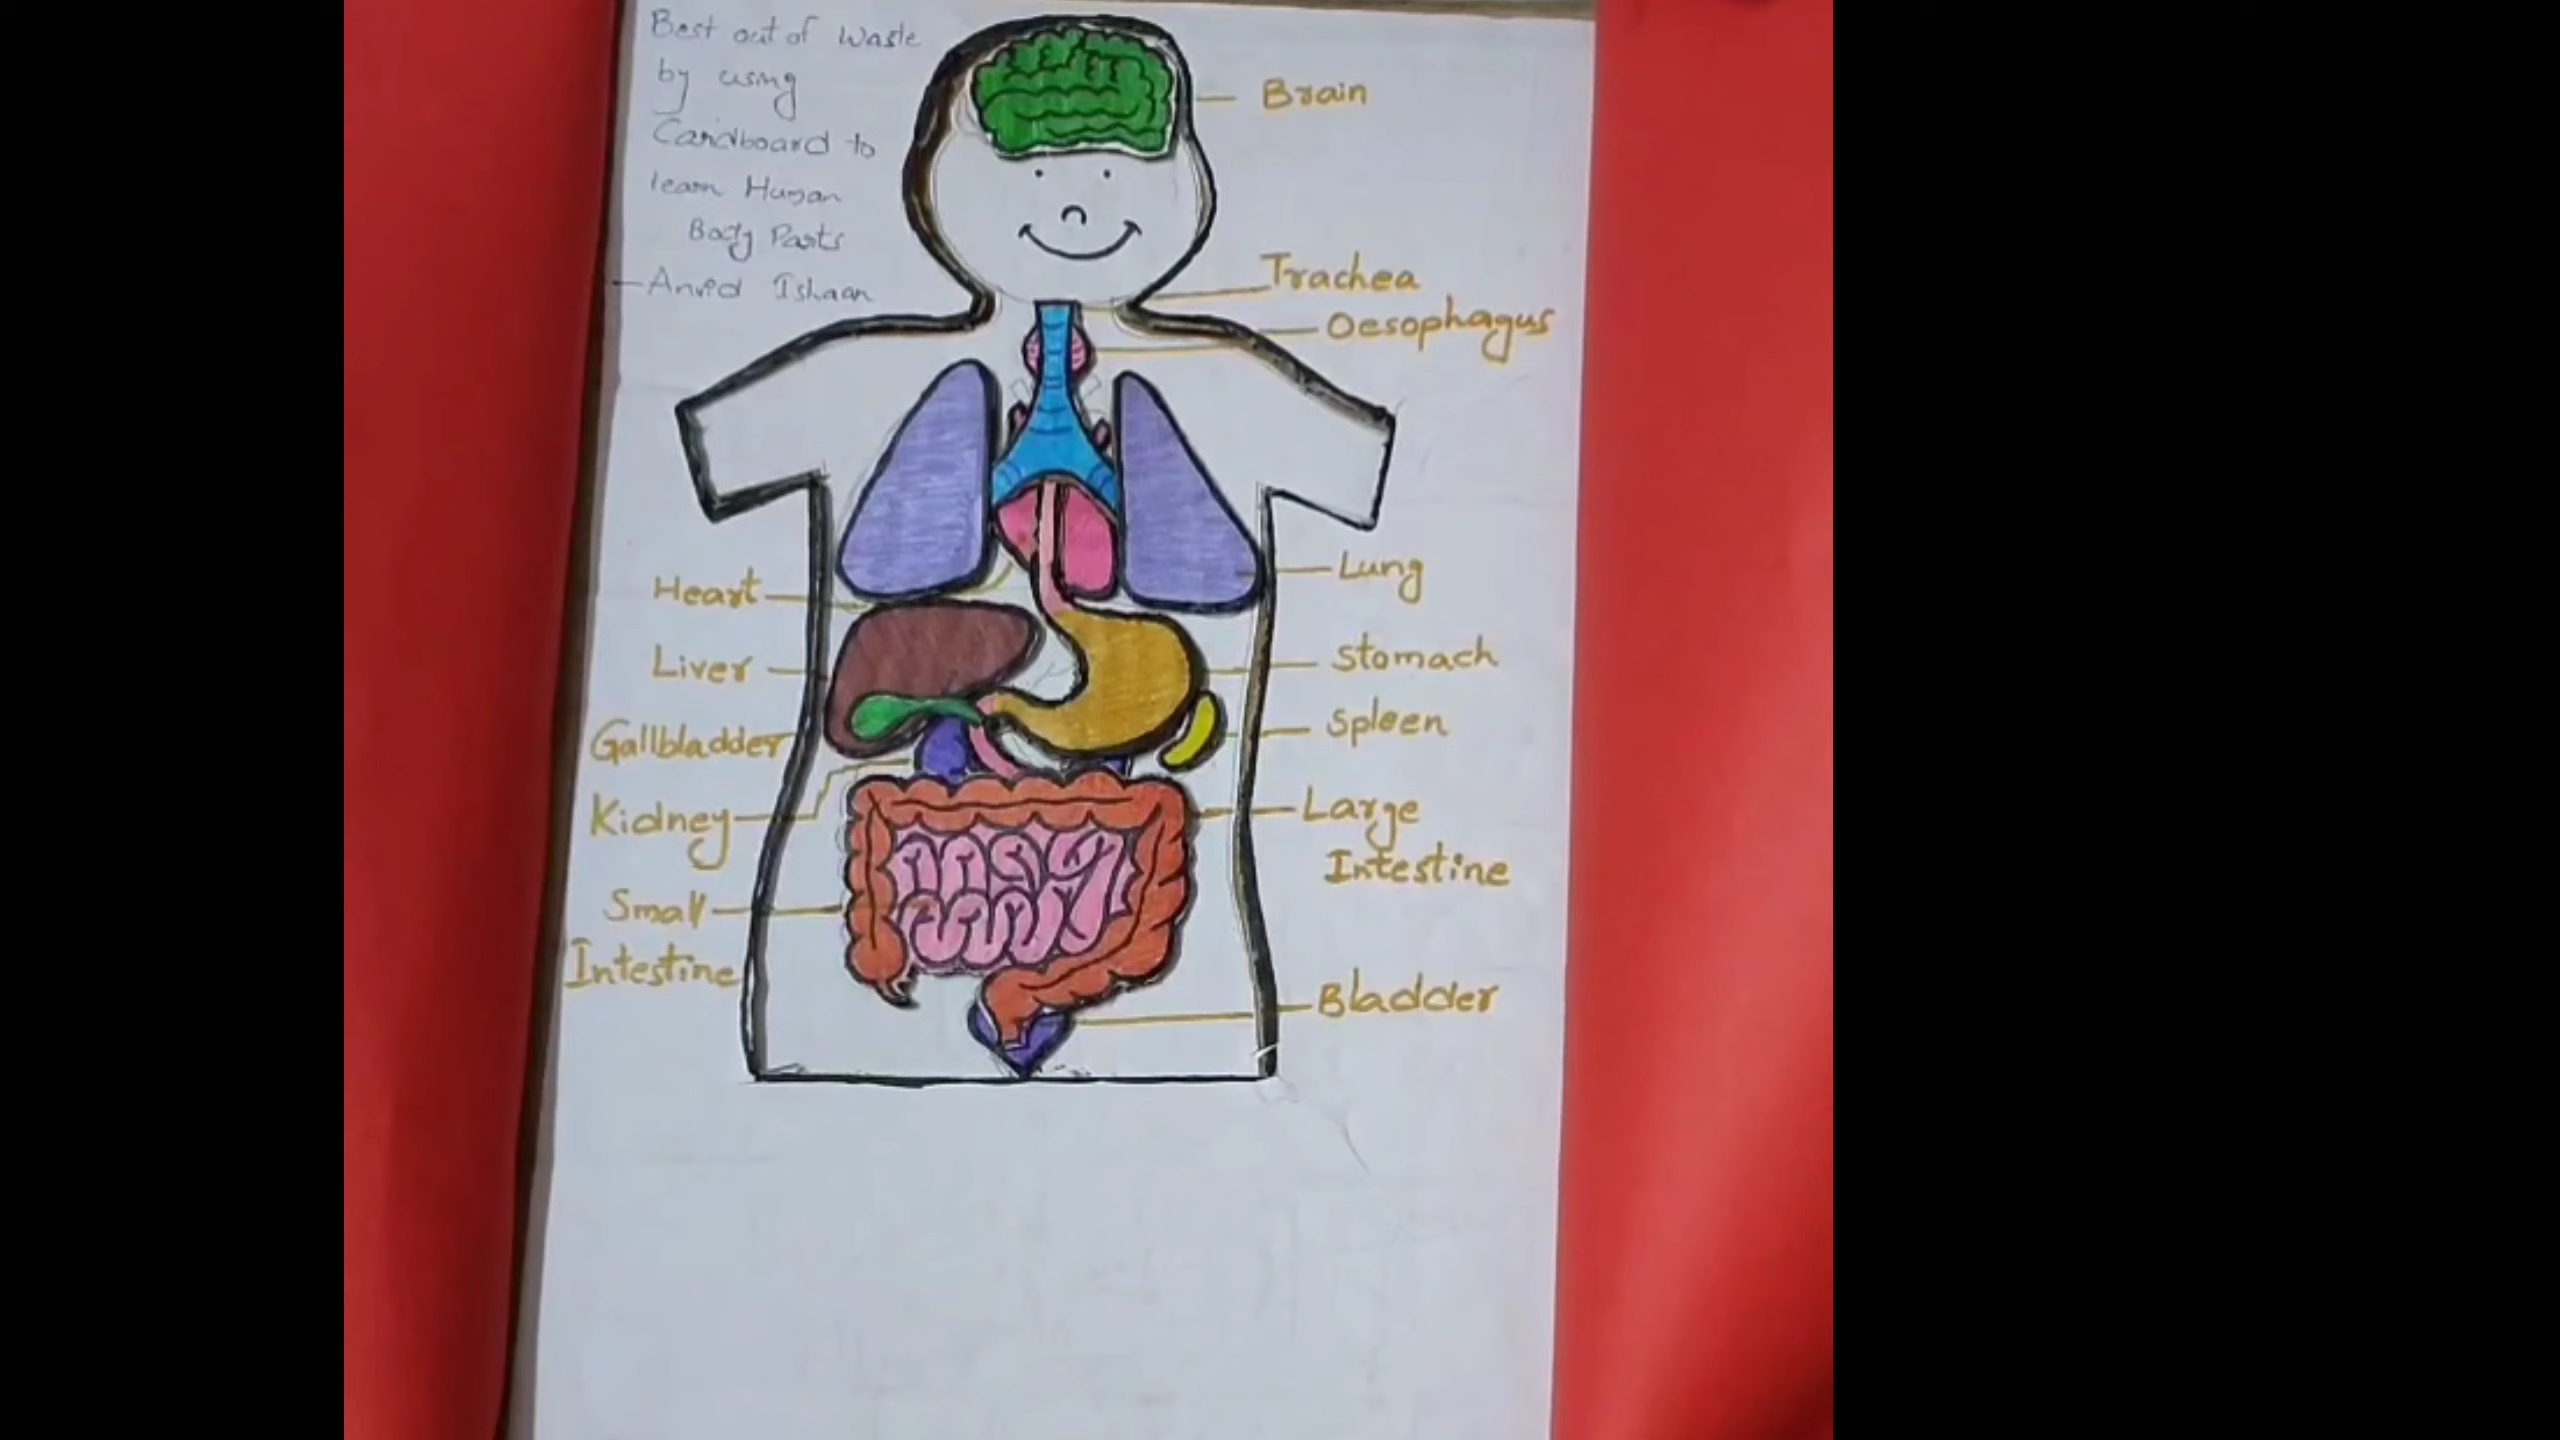 Best out of Waste
by using
Cardboard to
learn Human
Body Parts
- Anvid Ishaan
Brain
Trachea
Oesophagus
Heart
Lung
Liver
Stomach
Gallbladder
Spleen
Kidney
Large
Intestine
Small
Intestine
Bladder